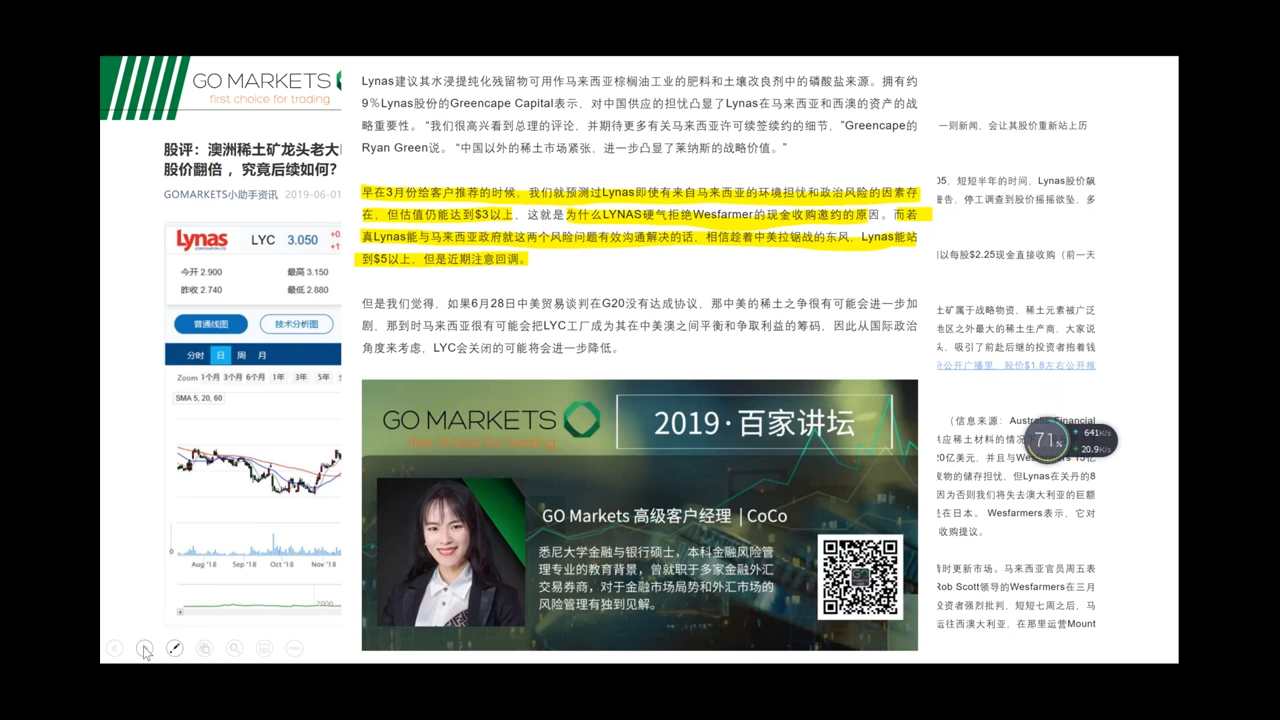 GO MARKETS
first choice for trading
股评：澳洲稀土矿龙头老大
股价翻倍 ，究竟后续如何？
GOMARKETS小助手资讯 2019-06-01
Lynas
LYC 3.050
今开 2.900 最高 3.150
昨收 2.740 最低 2.880
普通线图 技术分析图
分时 日 周 月
Zoom 1个月 3个月 6个月 1年 3年 5年
SMA 5, 20, 60
0
Aug '18 Sep '18 Oct '18 Nov '18
2000
Lynas建议其水浸提纯化残留物可用作马来西亚棕榈油工业的肥料和土壤改良剂中的磷酸盐来源。拥有约
9％Lynas股份的Greencape Capital表示，对中国供应的担忧凸显了Lynas在马来西亚和西澳的资产的战
略重要性。 “我们很高兴看到总理的评论，并期待更多有关马来西亚许可续签续约的细节，”Greencape的
Ryan Green说。 “中国以外的稀土市场紧张，进一步凸显了莱纳斯的战略价值。”
早在3月份给客户推荐的时候，我们就预测过Lynas即使有来自马来西亚的环境担忧和政治风险的因素存
在，但估值仍能达到$3以上，这就是为什么LYNAS硬气拒绝Wesfarmer的现金收购邀约的原因。而若
真Lynas能与马来西亚政府就这两个风险问题有效沟通解决的话，相信趁着中美拉锯战的东风，Lynas能站
到$5以上，但是近期注意回调。
但是我们觉得，如果6月28日中美贸易谈判在G20没有达成协议，那中美的稀土之争很有可能会进一步加
剧，那到时马来西亚很有可能会把LYC工厂成为其在中美澳之间平衡和争取利益的筹码，因此从国际政治
角度来考虑，LYC会关闭的可能将会进一步降低。
GO MARKETS
first choice for trading
2019·百家讲坛
GO Markets 高级客户经理 | CoCo
悉尼大学金融与银行硕士，本科金融风险管
理专业的教育背景，曾就职于多家金融外汇
交易券商，对于金融市场局势和外汇市场的
风险管理有独到见解。
一则新闻，会让其股价重新站上历
05，短短半年的时间，Lynas股价飙
警告，停工调查到股价摇摇欲坠，多
以每股$2.25现金直接收购（前一天
土矿属于战略物资，稀土元素被广泛
地区之外最大的稀土生产商，大家说
头，吸引了前赴后继的投资者抱着钱
公开广播里，股价$1.8左右公开推
（信息来源： Australia Financial
供应稀土材料的情况
20亿美元，并且与Wesfarmers 15亿
废物的储存担忧，但Lynas在关丹的8
因为否则我们将失去澳大利亚的巨额
是在日本。 Wesfarmers表示，它对
收购提议。
时更新市场。马来西亚官员周五表
Rob Scott领导的Wesfarmers在三月
投资者强烈批判，短短七周之后，马
运往西澳大利亚，在那里运营Mount
71%
641K/s
20.9K/s